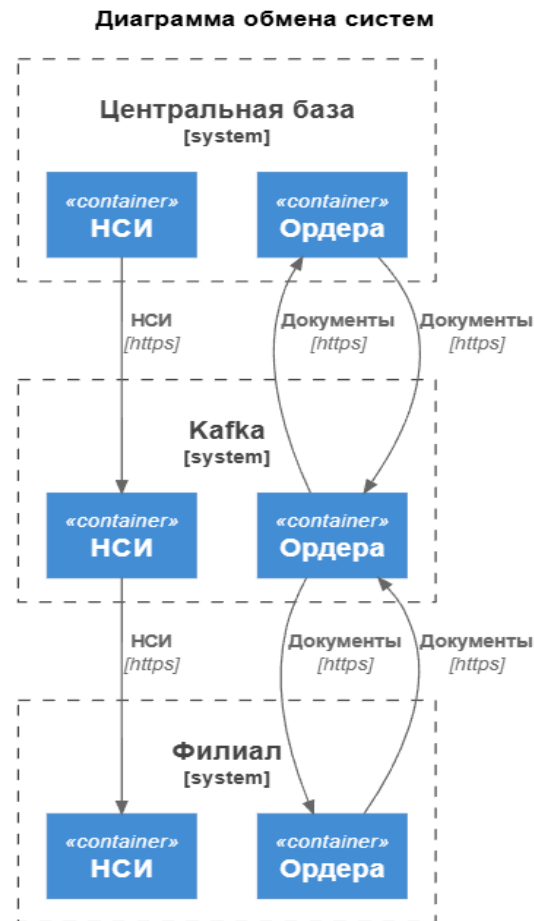 Диаграмма обмена систем
Центральная база
[system]
«container»
НСИ
«container»
Ордера
НСИ
[https]
Документы
[https]
Документы
[https]
Kafka
[system]
«container»
НСИ
«container»
Ордера
НСИ
[https]
Документы
[https]
Документы
[https]
Филиал
[system]
«container»
НСИ
«container»
Ордера